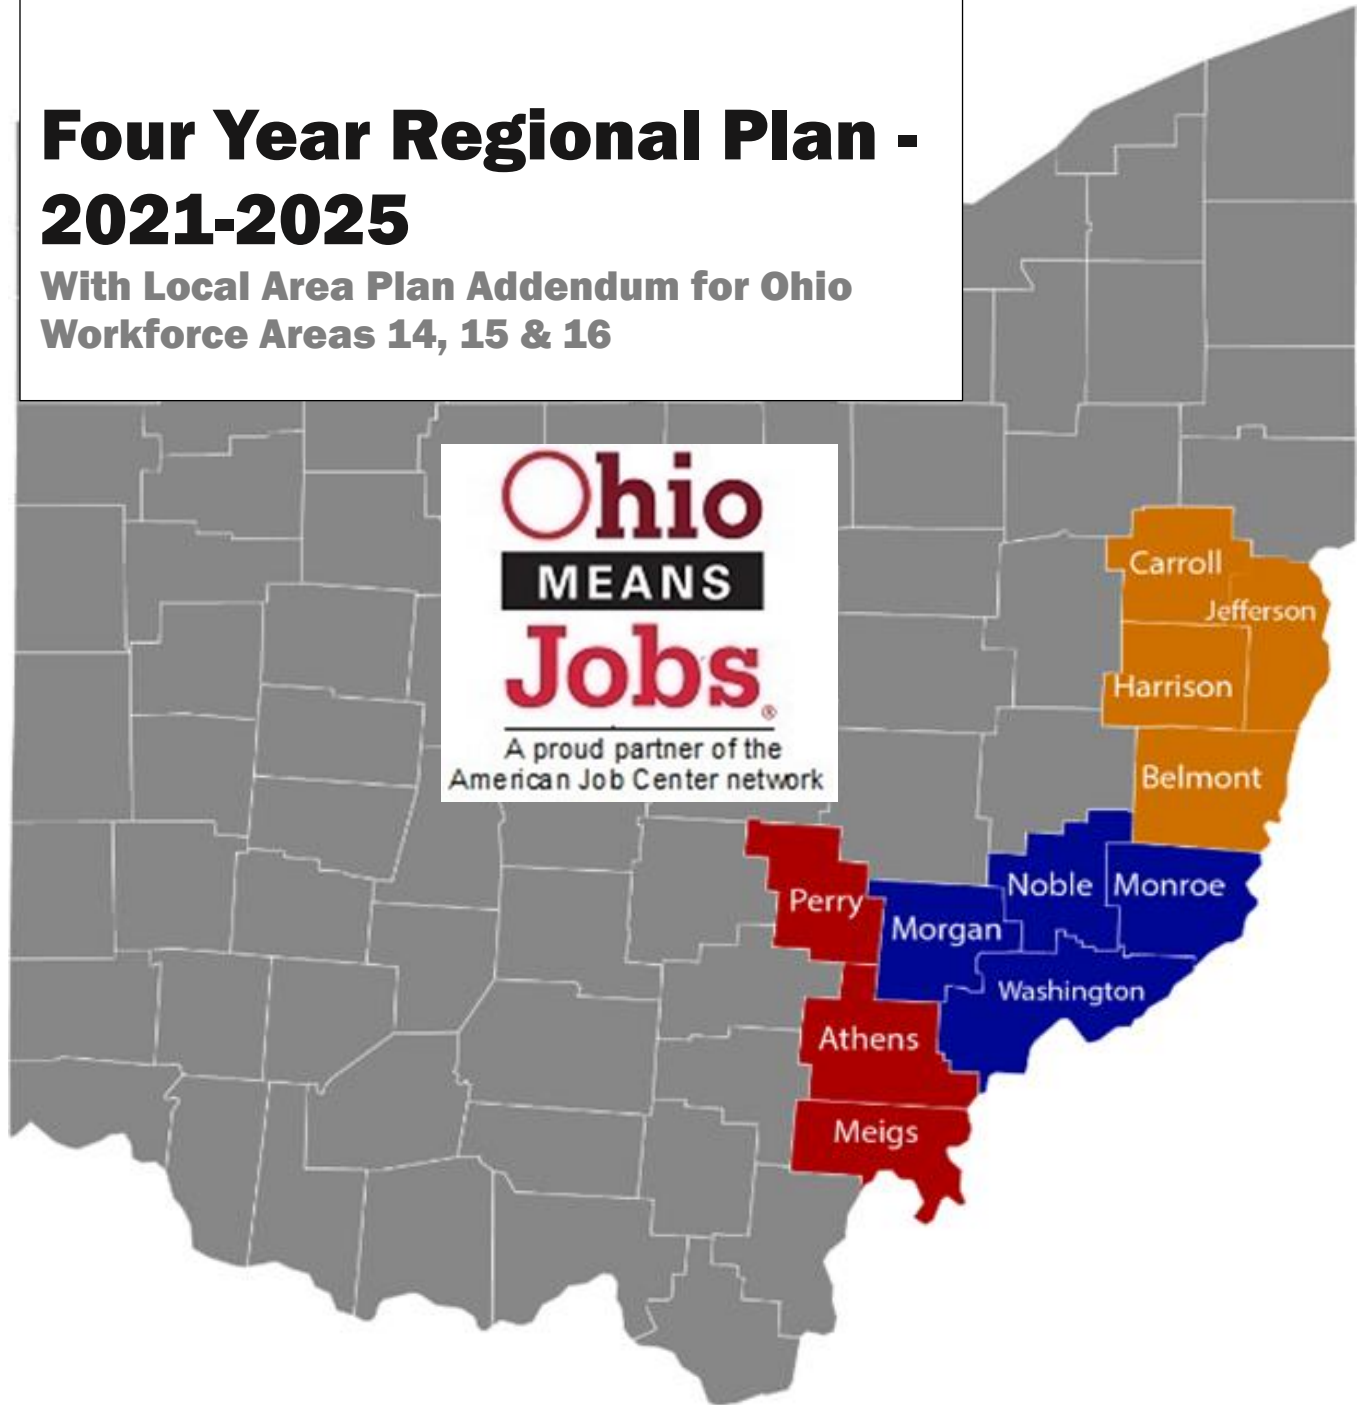 Four Year Regional Plan -
2021-2025
With Local Area Plan Addendum for Ohio
Workforce Areas 14, 15 & 16
Ohio
MEANS
Jobs®
A proud partner of the
American Job Center network
Carroll
Jefferson
Harrison
Belmont
Noble
Monroe
Perry
Morgan
Washington
Athens
Meigs